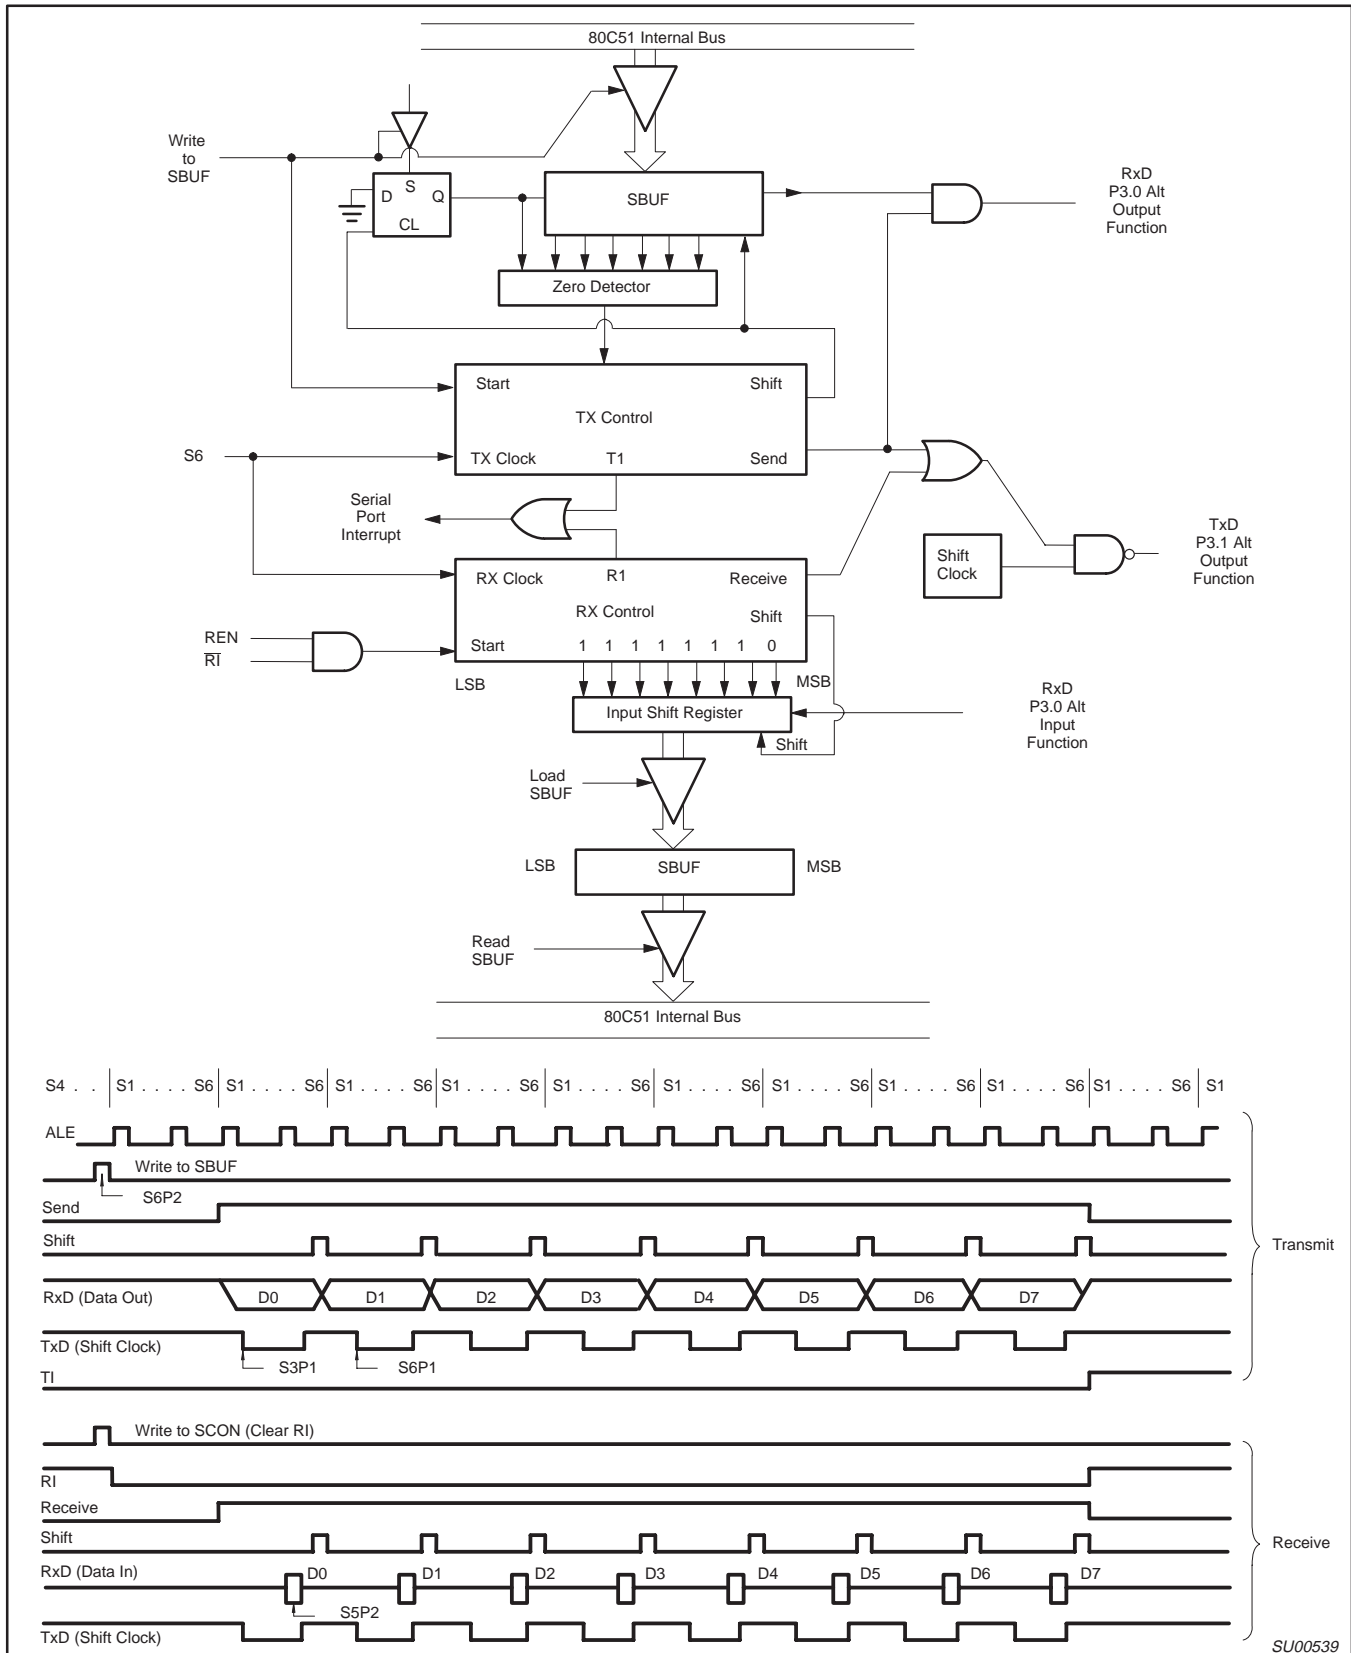 80C51 Internal Bus
Write
to
SBUF
D
S
Q
CL
SBUF
RxD
P3.0 Alt
Output
Function
Zero Detector
Start
Shift
TX Control
S6
TX Clock
T1
Send
Serial
Port
Interrupt
TxD
P3.1 Alt
Output
Function
Shift
Clock
RX Clock
R1
Receive
RX Control
Shift
REN
RI
Start
1 1 1 1 1 1 1 0
LSB
MSB
Input Shift Register
RxD
P3.0 Alt
Input
Function
Shift
Load
SBUF
LSB
SBUF
MSB
Read
SBUF
80C51 Internal Bus
S4 . . S1 . . . . S6 S1 . . . . S6 S1 . . . . S6 S1 . . . . S6 S1 . . . . S6 S1 . . . . S6 S1 . . . . S6 S1 . . . . S6 S1 . . . . S6 S1 . . . . S6 S1
ALE
Write to SBUF
S6P2
Send
Shift
Transmit
RxD (Data Out)
D0 D1 D2 D3 D4 D5 D6 D7
TxD (Shift Clock)
S3P1
S6P1
TI
Write to SCON (Clear RI)
RI
Receive
Shift
Receive
RxD (Data In)
D0 D1 D2 D3 D4 D5 D6 D7
S5P2
TxD (Shift Clock)
SU00539